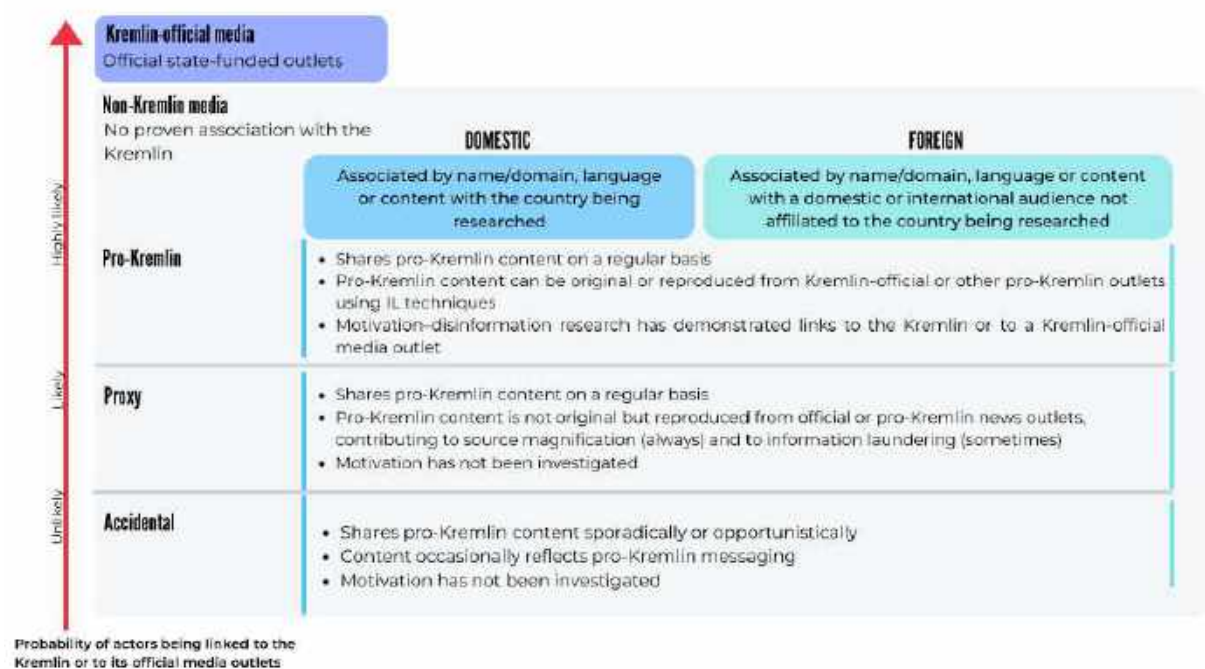 Kremlin-official media
Official state-funded outlets
Non-Kremlin media
No proven association with the
Kremlin
DOMESTIC
FOREIGN
Associated by name/domain, language
or content with the country being
researched
Associated by name/domain, language or content
with a domestic or international audience not
affiliated to the country being researched
Highly likely
Pro-Kremlin
• Shares pro-Kremlin content on a regular basis
• Pro-Kremlin content can be original or reproduced from Kremlin-official or other pro-Kremlin outlets
using IL techniques
• Motivation-disinformation research has demonstrated links to the Kremlin or to a Kremlin-official
media outlet
Likely
Proxy
• Shares pro-Kremlin content on a regular basis
• Pro-Kremlin content is not original but reproduced from official or pro-Kremlin news outlets,
contributing to source magnification (always) and to information laundering (sometimes)
• Motivation has not been investigated
Unlikely
Accidental
• Shares pro-Kremlin content sporadically or opportunistically
• Content occasionally reflects pro-Kremlin messaging
• Motivation has not been investigated
Probability of actors being linked to the
Kremlin or to its official media outlets